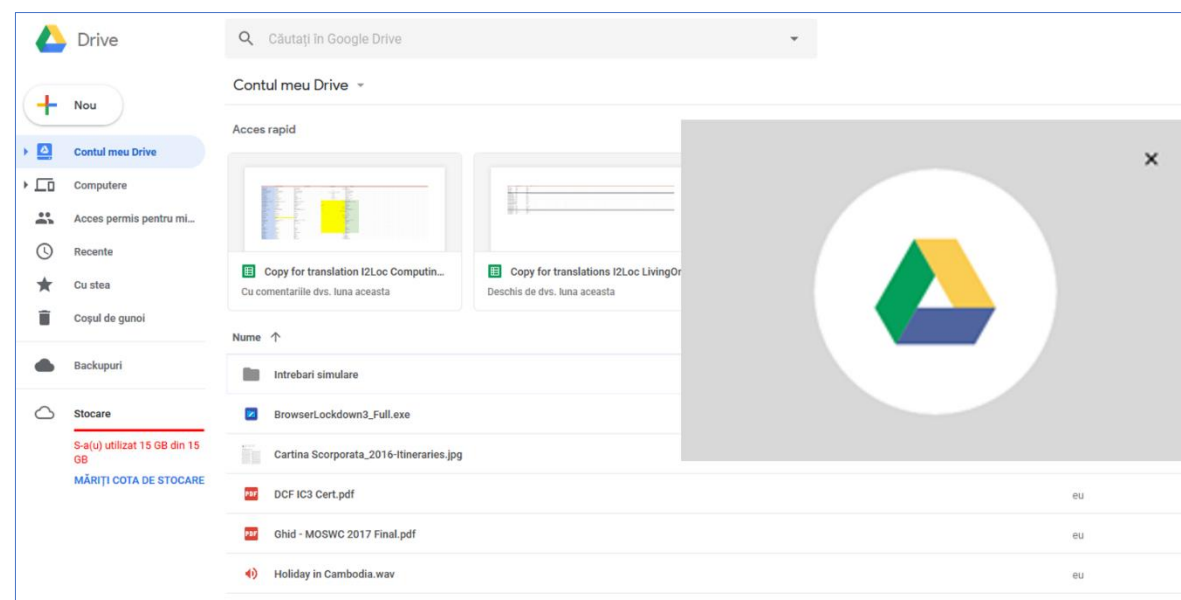 Drive
Căutați în Google Drive
Contul meu Drive
Nou
Acces rapid
Contul meu Drive
Computere
Acces permis pentru mi...
Recente
Cu stea
Coșul de gunoi
Backupuri
Stocare
S-a(u) utilizat 15 GB din 15
GB
MĂRIȚI COTA DE STOCARE
Copy for translation I2Loc Computin...
Cu comentariile dvs. luna aceasta
Copy for translations I2Loc LivingOn
Deschis de dvs. luna aceasta
Nume
Intrebari simulare
BrowserLockdown3_Full.exe
Cartina Scorporata_2016-Itineraries.jpg
DCF IC3 Cert.pdf eu
Ghid - MOSWC 2017 Final.pdf eu
Holiday in Cambodia.wav eu